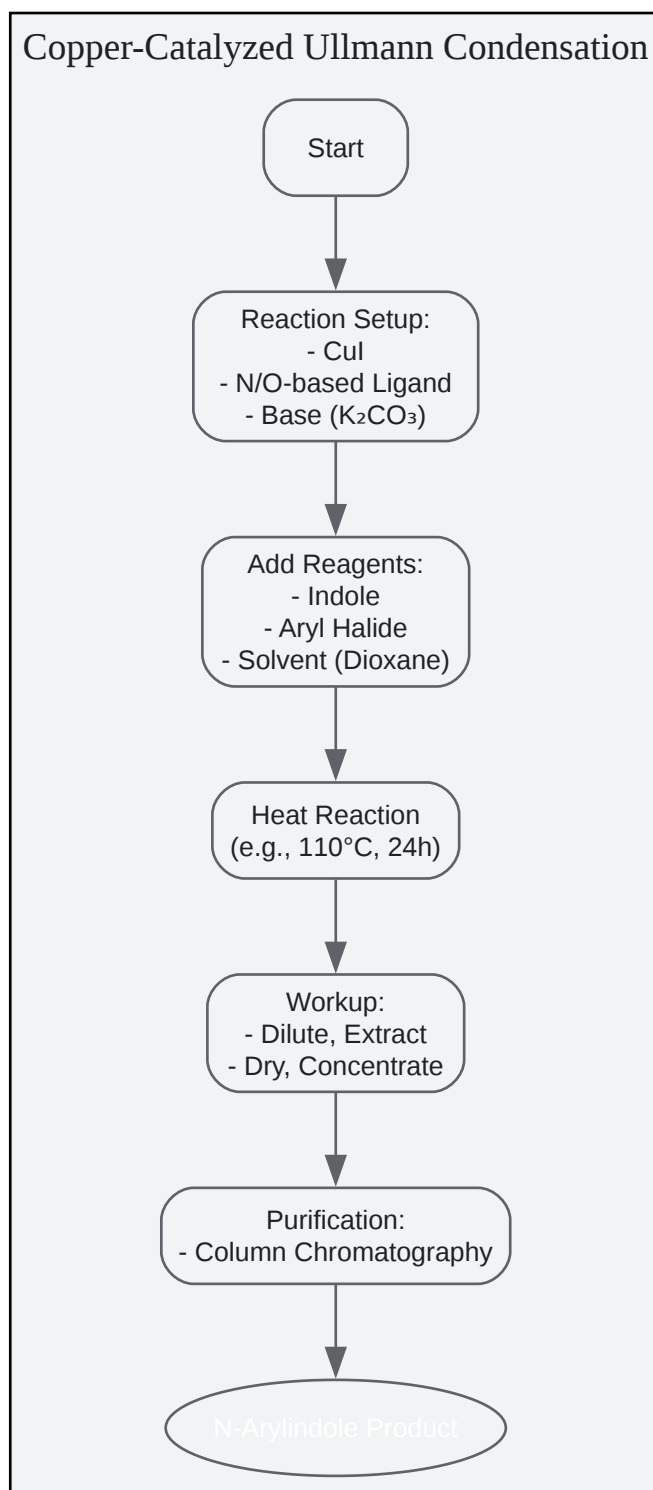 Copper-Catalyzed Ullmann Condensation
Start
Reaction Setup:
- CuI
- N/O-based Ligand
- Base (K₂CO₃)
Add Reagents:
- Indole
- Aryl Halide
- Solvent (Dioxane)
Heat Reaction
(e.g., 110°C, 24h)
Workup:
- Dilute, Extract
- Dry, Concentrate
Purification:
- Column Chromatography
N-Arylindole Product